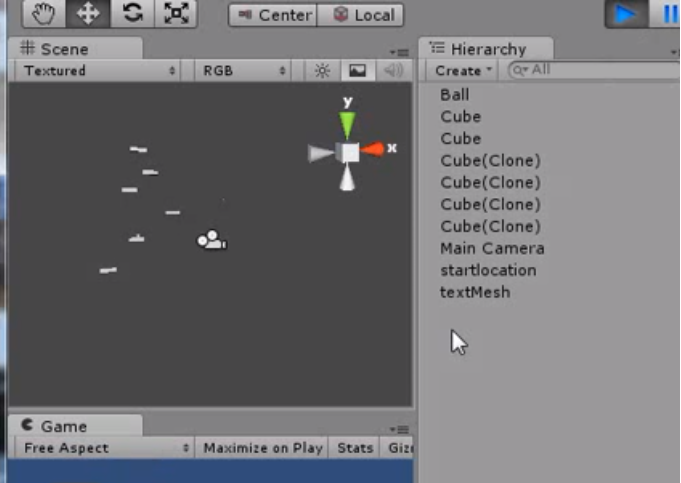 Center Local
Scene
Hierarchy
Textured RGB
Create All
y
x
Ball
Cube
Cube
Cube(Clone)
Cube(Clone)
Cube(Clone)
Cube(Clone)
Main Camera
startlocation
textMesh
Game
Free Aspect Maximize on Play Stats